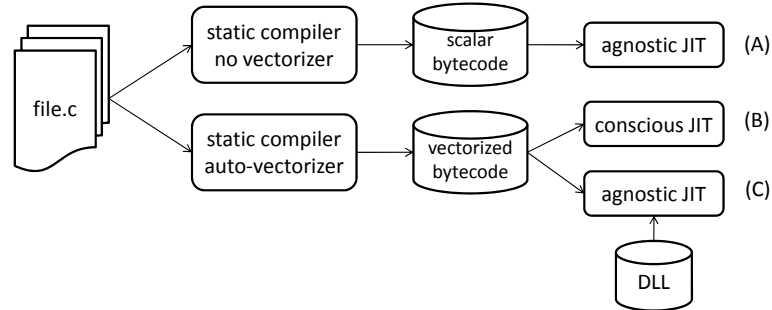 file.c
static compiler
no vectorizer
scalar
bytecode
agnostic JIT
(A)
static compiler
auto-vectorizer
vectorized
bytecode
conscious JIT
(B)
agnostic JIT
(C)
DLL